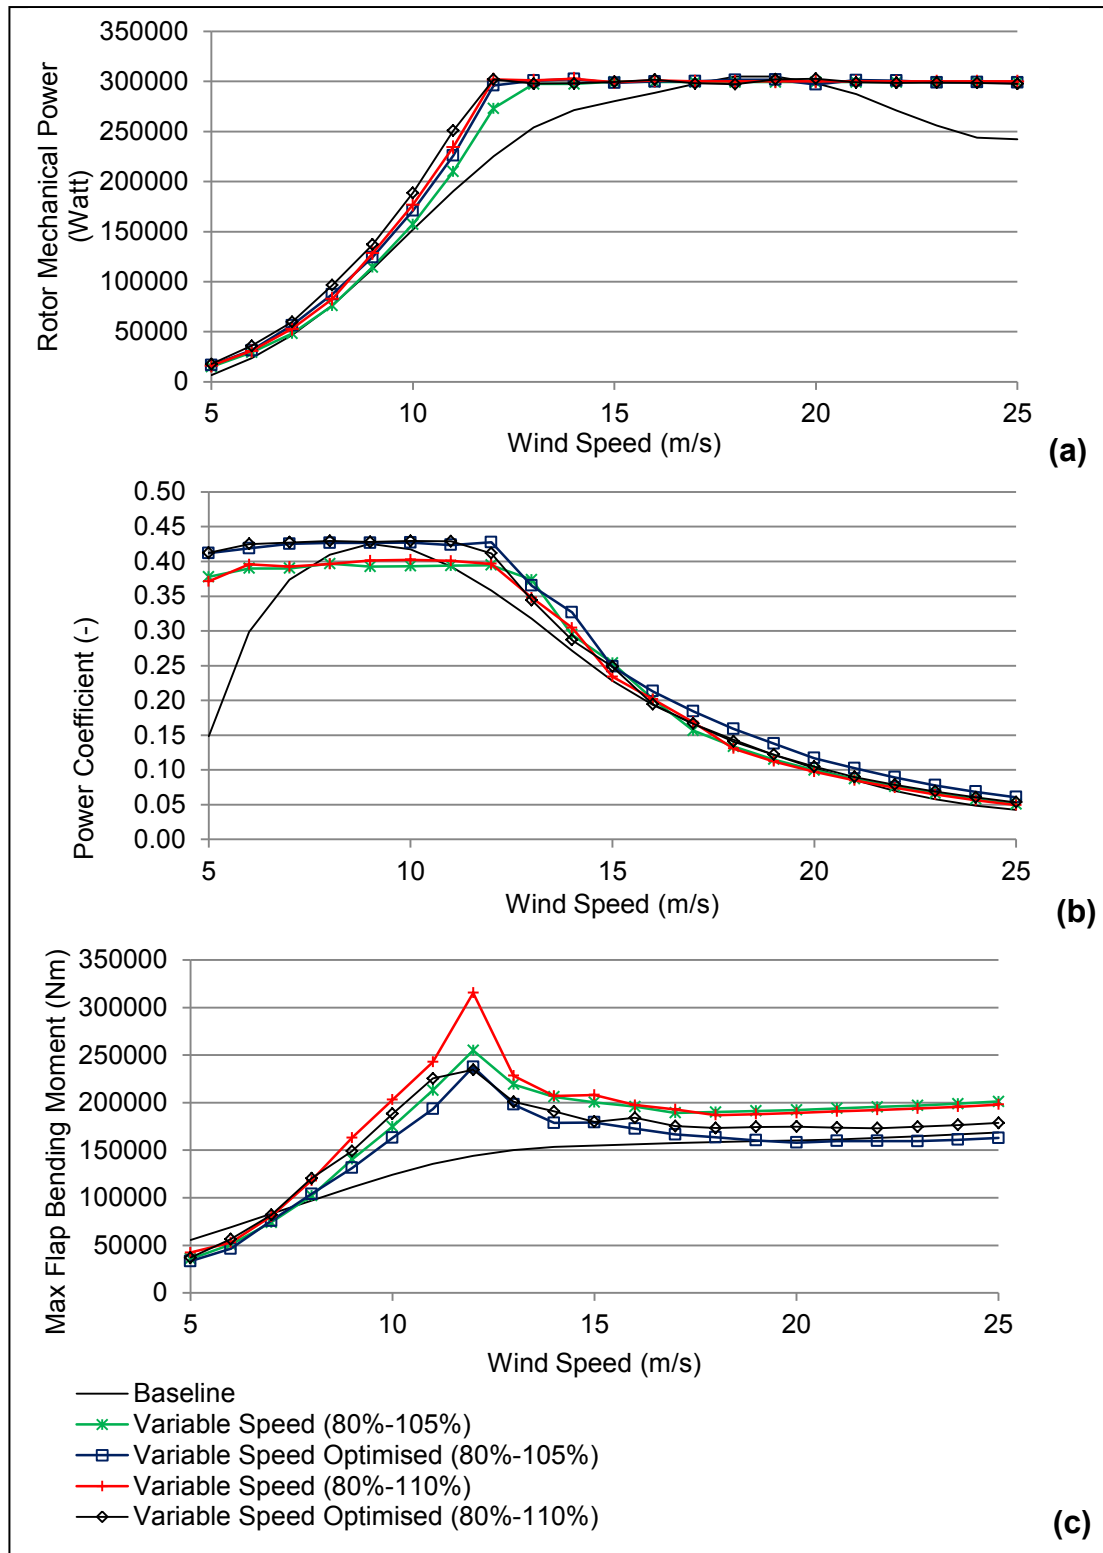 350000
300000
250000
200000
150000
100000
50000
0
Rotor Mechanical Power
(Watt)
5
10
15
20
25
Wind Speed (m/s)
(a)
0.50
0.45
0.40
0.35
0.30
0.25
0.20
0.15
0.10
0.05
0.00
Power Coefficient (-)
5
10
15
20
25
Wind Speed (m/s)
(b)
350000
300000
250000
200000
150000
100000
50000
0
Max Flap Bending Moment (Nm)
5
10
15
20
25
Wind Speed (m/s)
Baseline
Variable Speed (80%-105%)
Variable Speed Optimised (80%-105%)
Variable Speed (80%-110%)
Variable Speed Optimised (80%-110%)
(c)